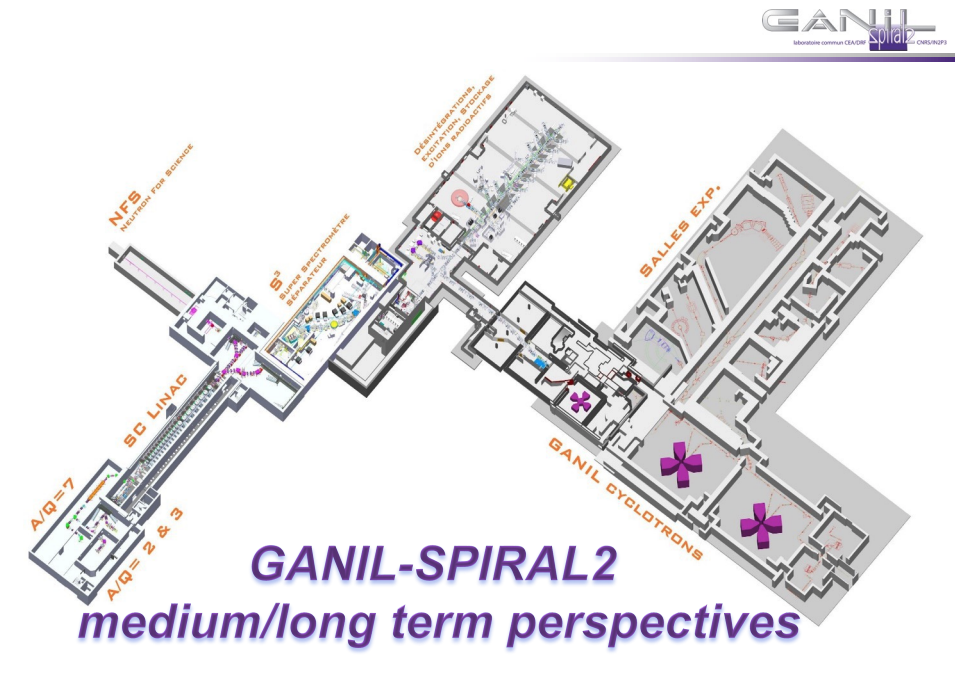 GANIL
laboratoire commun CEA/DRF
spiral2
CNRS/IN2P3
DÉSINTÉGRATIONS,
EXCITATION, STOCKAGE
D'IONS RADIOACTIFS
NFS
NEUTRON FOR SCIENCE
S³
SUPER SPECTROMÈTRE
SÉPARATEUR
SALLES EXP.
SC LINAC
GANIL CYCLOTRONS
A/Q=7
A/Q= 2 & 3
GANIL-SPIRAL2
medium/long term perspectives